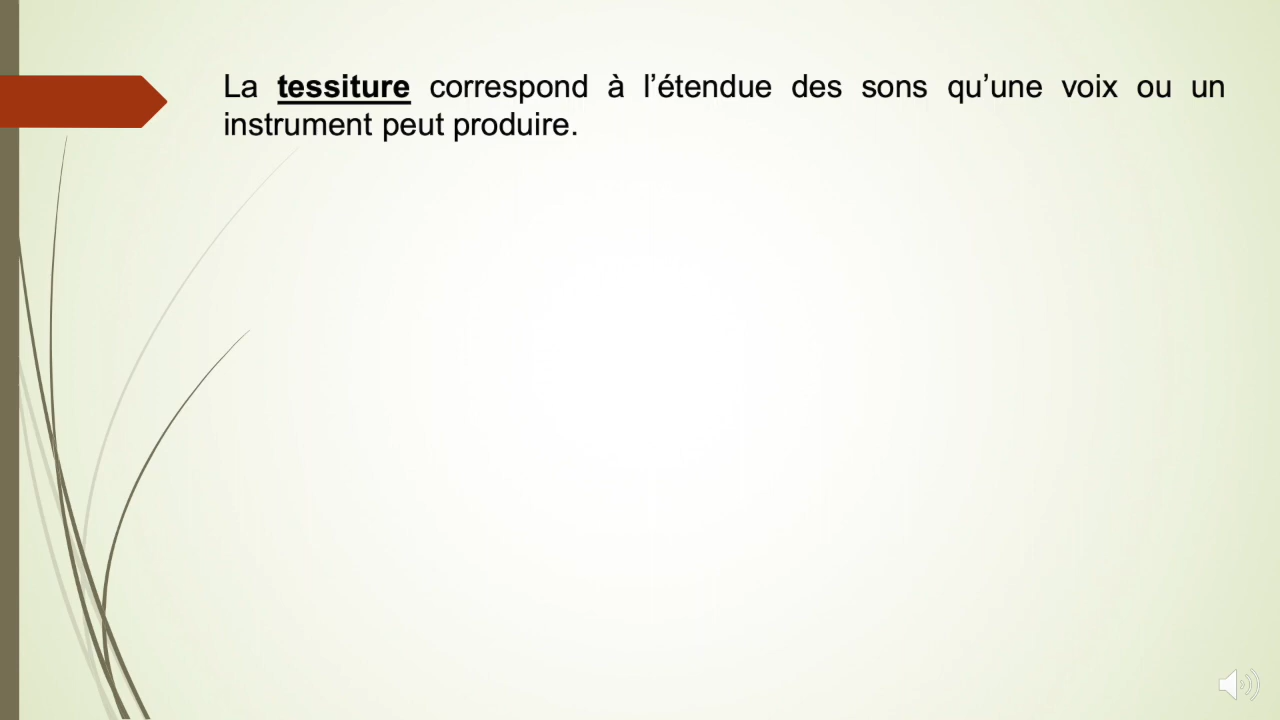 La tessiture correspond à l’étendue des sons qu’une voix ou un
instrument peut produire.